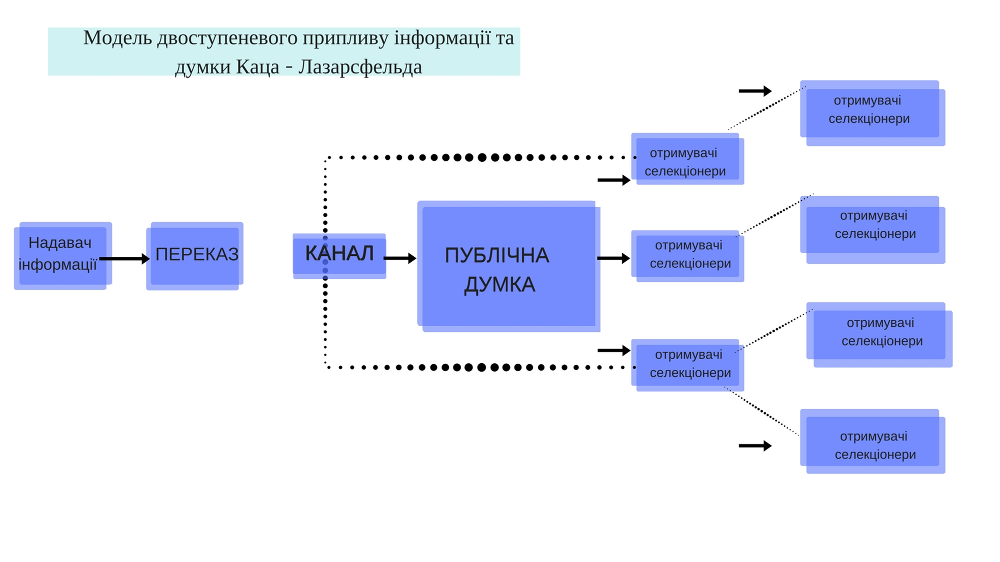 Модель двоступеневого припливу інформації та
думки Каца - Лазарсфельда
Надавач
інформації
ПЕРЕКАЗ
КАНАЛ
ПУБЛІЧНА
ДУМКА
отримувачі
селекціонери
отримувачі
селекціонери
отримувачі
селекціонери
отримувачі
селекціонери
отримувачі
селекціонери
отримувачі
селекціонери
отримувачі
селекціонери